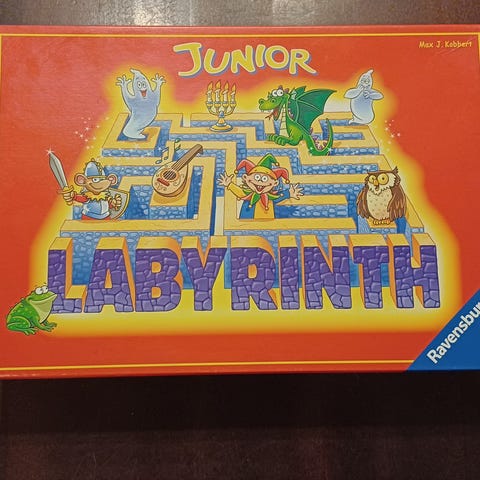 JUNIOR
Max J. Kobbert
LABYRINTH
Ravensbur